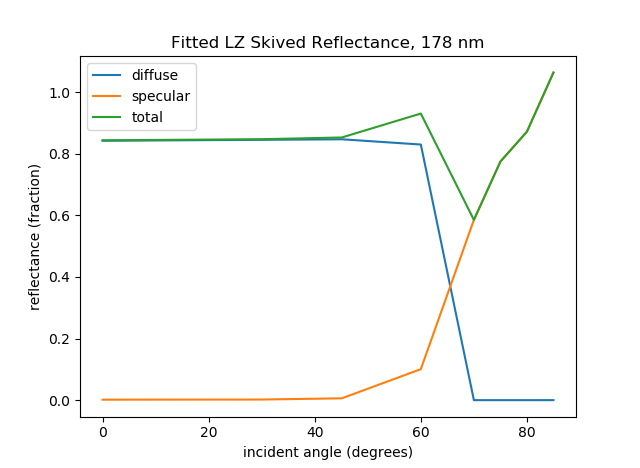 Fitted LZ Skived Reflectance, 178 nm
diffuse
specular
total
reflectance (fraction)
1.0
0.8
0.6
0.4
0.2
0.0
0
20
40
60
80
incident angle (degrees)